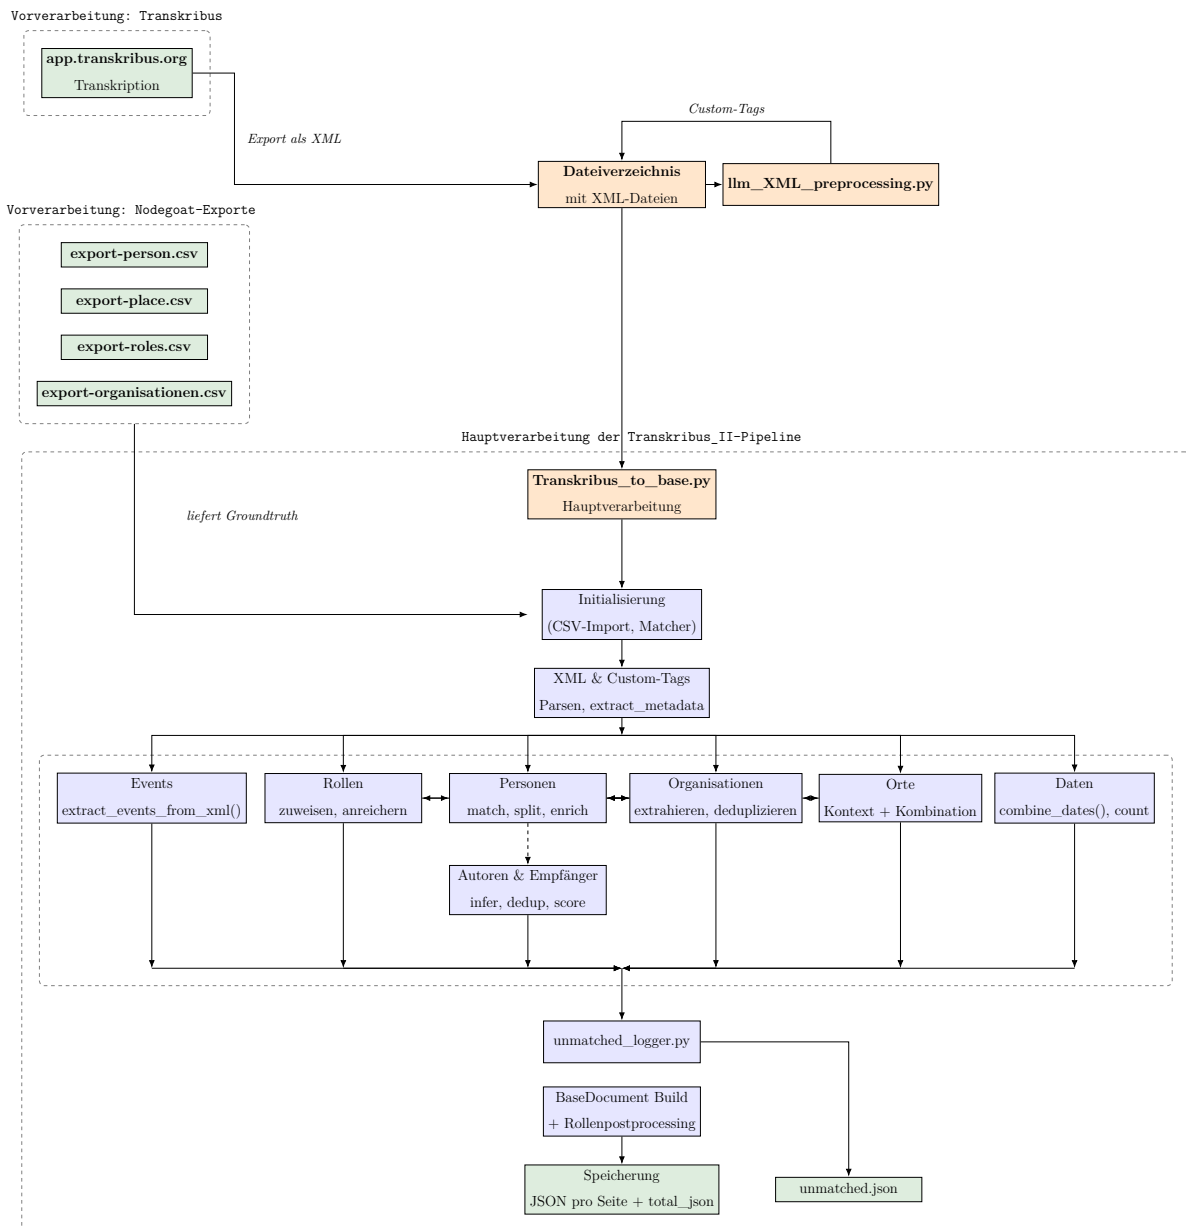 Vorverarbeitung: Transkribus
app.transkribus.org
Transkription
Custom-Tags
Export als XML
Dateiverzeichnis
mit XML-Dateien
llm_XML_preprocessing.py
Vorverarbeitung: Nodegoat-Exporte
export-person.csv
export-place.csv
export-roles.csv
export-organisationen.csv
Hauptverarbeitung der Transkribus_II-Pipeline
Transkribus_to_base.py
Hauptverarbeitung
liefert Groundtruth
Initialisierung
(CSV-Import, Matcher)
XML & Custom-Tags
Parsen, extract_metadata
Events
extract_events_from_xml()
Rollen
zuweisen, anreichern
Personen
match, split, enrich
Organisationen
extrahieren, deduplizieren
Orte
Kontext + Kombination
Daten
combine_dates(), count
Autoren & Empfänger
infer, dedup, score
unmatched_logger.py
BaseDocument Build
+ Rollenpostprocessing
Speicherung
JSON pro Seite + total_json
unmatched.json